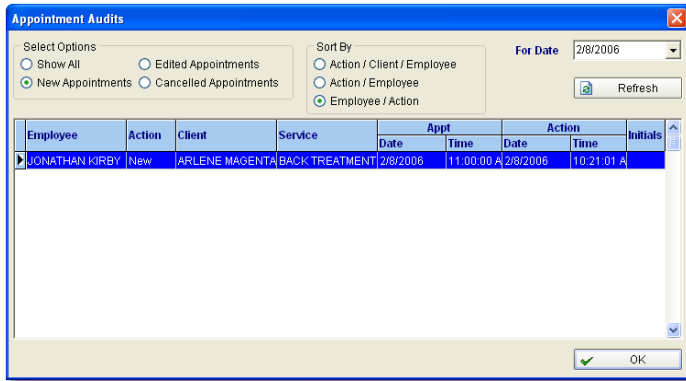 Appointment Audits
Select Options
Show All
Edited Appointments
New Appointments
Cancelled Appointments
Sort By
Action / Client / Employee
Action / Employee
Employee / Action
For Date
2/8/2006
Refresh
Employee Action Client Service Appt Action Initials
Date Time Date Time
JONATHAN KIRBY New ARLENE MAGENTA BACK TREATMENT 2/8/2006 11:00:00 A 2/8/2006 10:21:01 A
OK